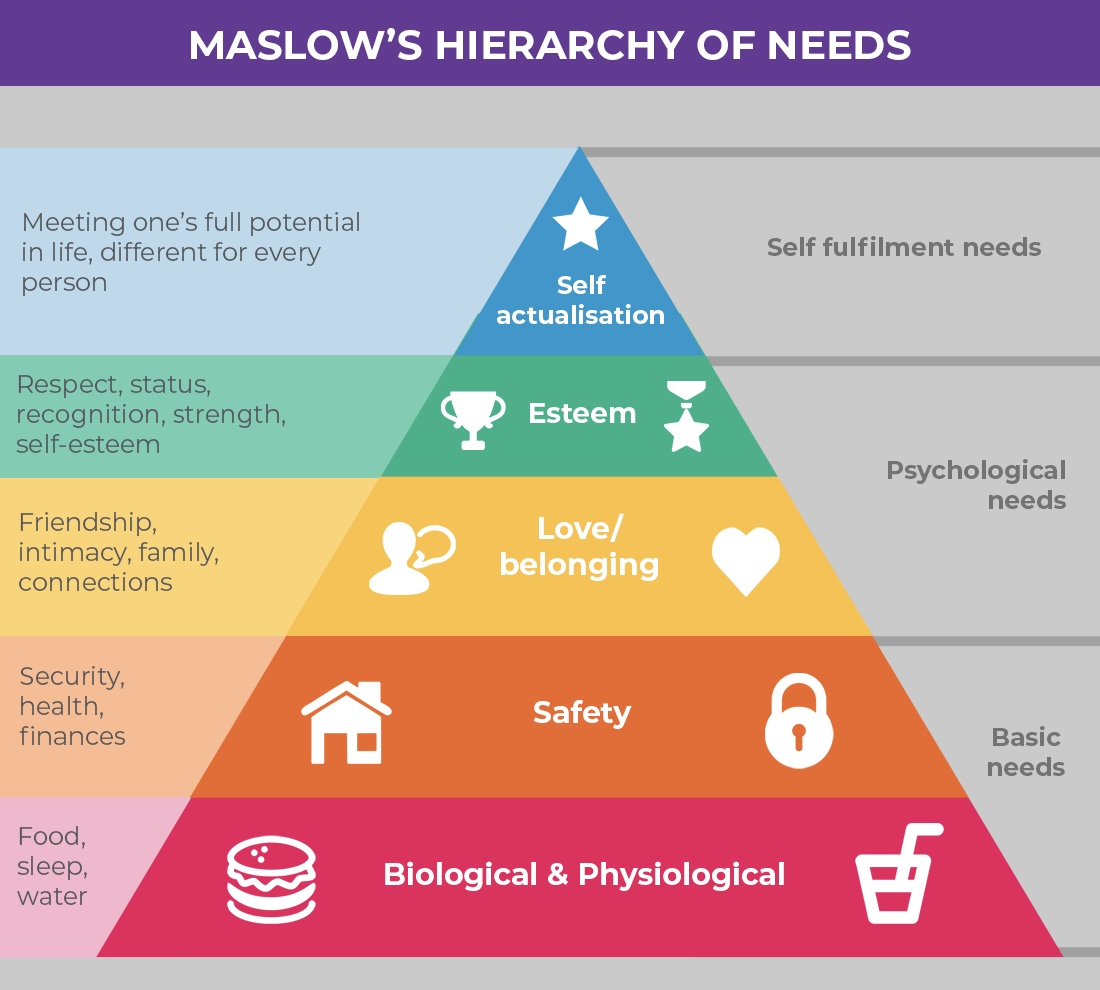 MASLOW’S HIERARCHY OF NEEDS
Meeting one’s full potential
in life, different for every
person
Self
actualisation
Self fulfilment needs
Respect, status,
recognition, strength,
self-esteem
Esteem
Psychological
needs
Friendship,
intimacy, family,
connections
Love/
belonging
Security,
health,
finances
Safety
Basic
needs
Food,
sleep,
water
Biological & Physiological